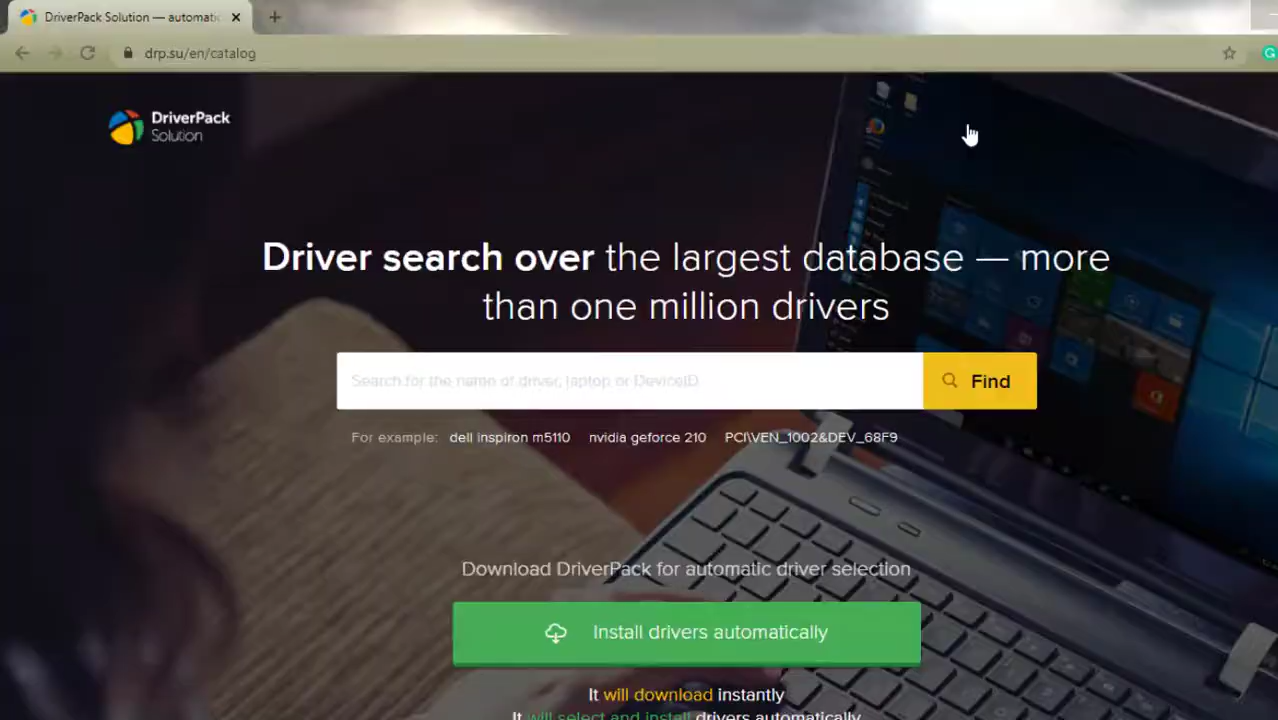 DriverPack Solution — automatic
drp.su/en/catalog
DriverPack
Solution
Driver search over the largest database — more
than one million drivers
Search for the name of driver, laptop or DeviceID
Find
For example: dell inspiron m5110 nvidia geforce 210 PCI\VEN_1002&DEV_68F9
Download DriverPack for automatic driver selection
Install drivers automatically
It will download instantly
It will select and install drivers automatically